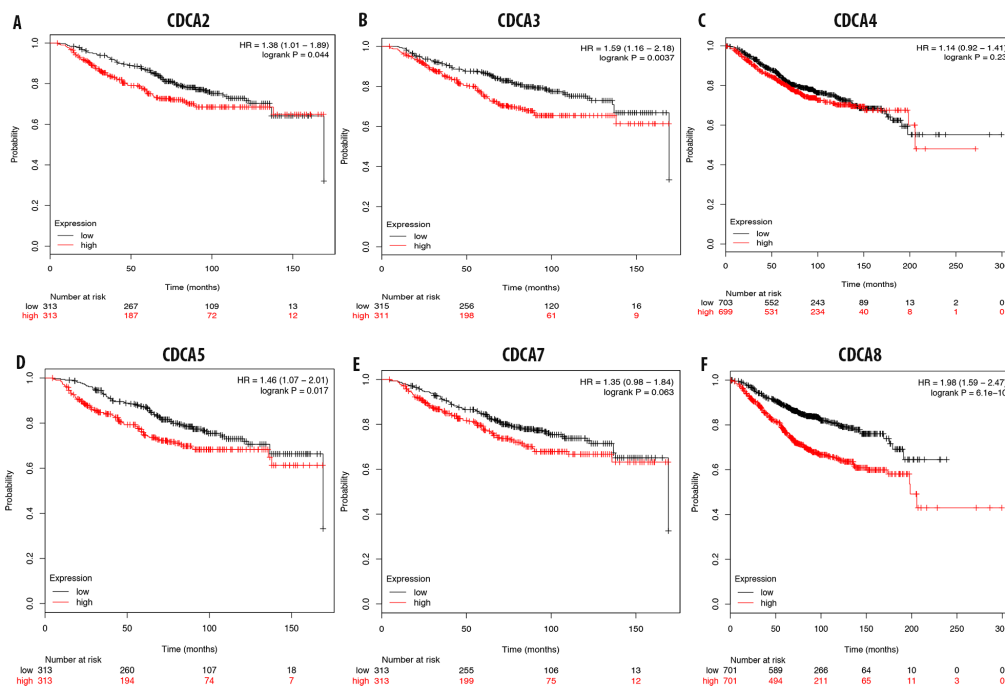 A
CDCA2
HR = 1.38 (1.01 − 1.89)
logrank P = 0.044
Probability
1.0
0.8
0.6
0.4
0.2
0.0
Expression
low
high
0 50 100 150
Time (months)
Number at risk
low 313 267 109 13
high 313 187 72 12
B
CDCA3
HR = 1.59 (1.16 − 2.18)
logrank P = 0.0037
Probability
1.0
0.8
0.6
0.4
0.2
0.0
Expression
low
high
0 50 100 150
Time (months)
Number at risk
low 315 256 120 16
high 311 198 61 9
C
CDCA4
HR = 1.14 (0.92 − 1.41)
logrank P = 0.23
Probability
1.0
0.8
0.6
0.4
0.2
0.0
Expression
low
high
0 50 100 150 200 250 300
Time (months)
Number at risk
low 703 552 243 89 13 2 0
high 699 531 234 40 8 1 0
D
CDCA5
HR = 1.46 (1.07 − 2.01)
logrank P = 0.017
Probability
1.0
0.8
0.6
0.4
0.2
0.0
Expression
low
high
0 50 100 150
Time (months)
Number at risk
low 313 260 107 18
high 313 194 74 7
E
CDCA7
HR = 1.35 (0.98 − 1.84)
logrank P = 0.063
Probability
1.0
0.8
0.6
0.4
0.2
0.0
Expression
low
high
0 50 100 150
Time (months)
Number at risk
low 313 255 106 13
high 313 199 75 12
F
CDCA8
HR = 1.98 (1.59 − 2.47)
logrank P = 6.1e−10
Probability
1.0
0.8
0.6
0.4
0.2
0.0
Expression
low
high
0 50 100 150 200 250 300
Time (months)
Number at risk
low 701 589 266 64 10 0 0
high 701 494 211 65 11 3 0